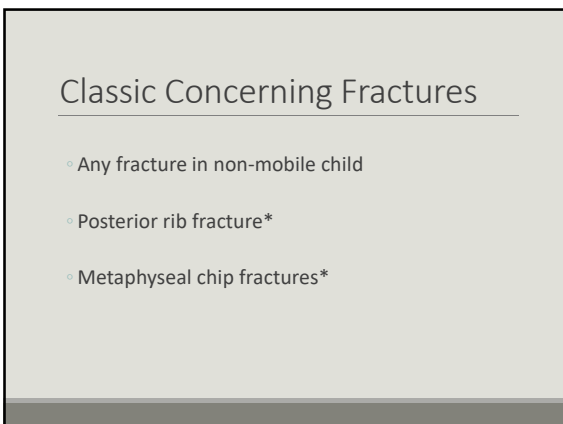 Classic Concerning Fractures
◦ Any fracture in non-mobile child
◦ Posterior rib fracture*
◦ Metaphyseal chip fractures*